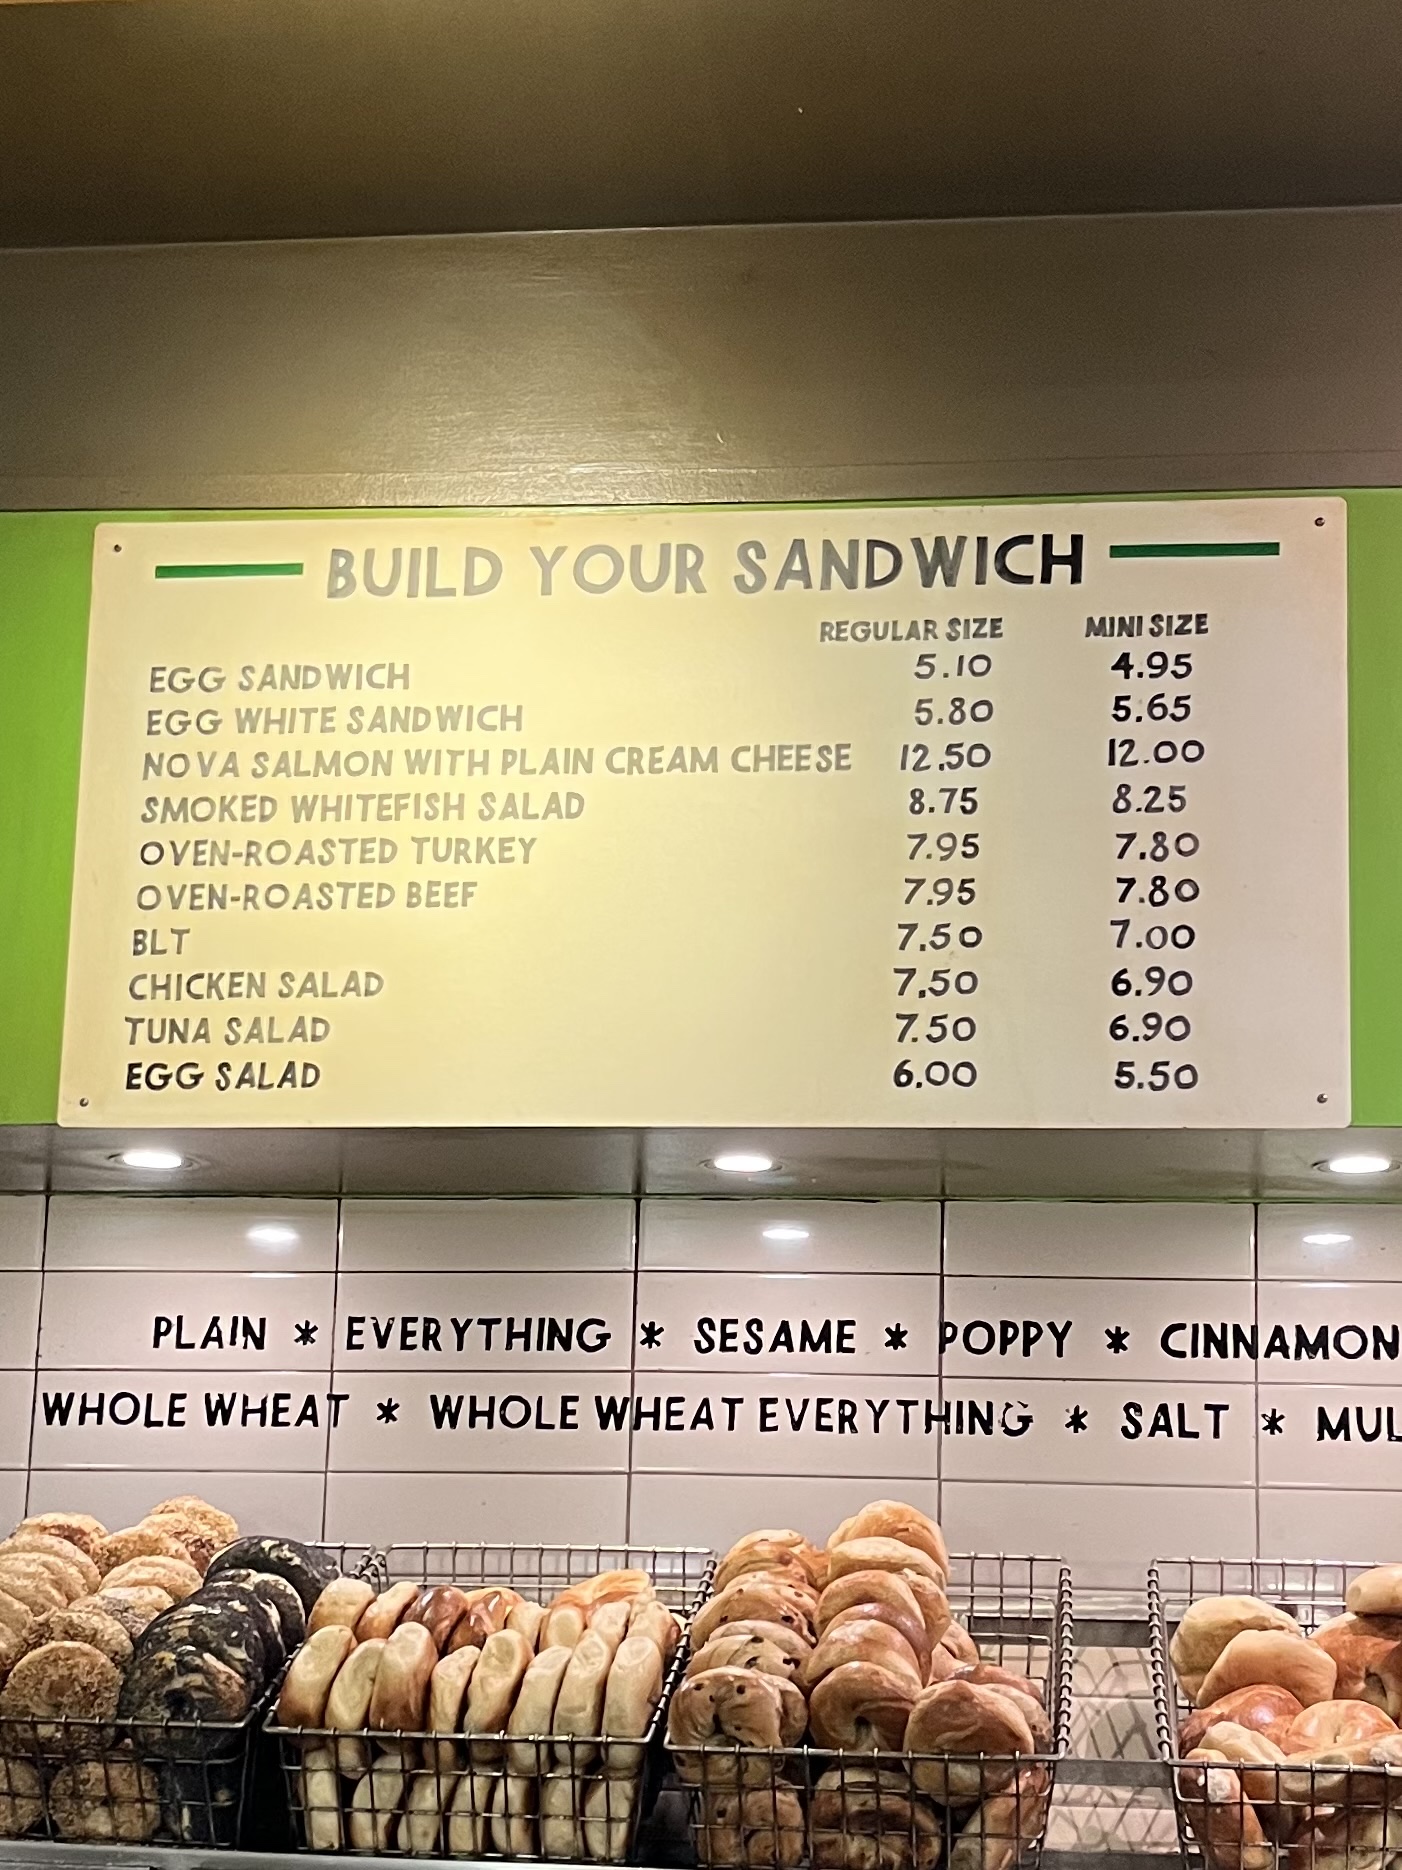 BUILD YOUR SANDWICH
REGULAR SIZE MINI SIZE
EGG SANDWICH 5.10 4.95
EGG WHITE SANDWICH 5.80 5.65
NOVA SALMON WITH PLAIN CREAM CHEESE 12.50 12.00
SMOKED WHITEFISH SALAD 8.75 8.25
OVEN-ROASTED TURKEY 7.95 7.80
OVEN-ROASTED BEEF 7.95 7.80
BLT 7.50 7.00
CHICKEN SALAD 7.50 6.90
TUNA SALAD 7.50 6.90
EGG SALAD 6.00 5.50
PLAIN * EVERYTHING * SESAME * POPPY * CINNAMON
WHOLE WHEAT * WHOLE WHEAT EVERYTHING * SALT * MUL